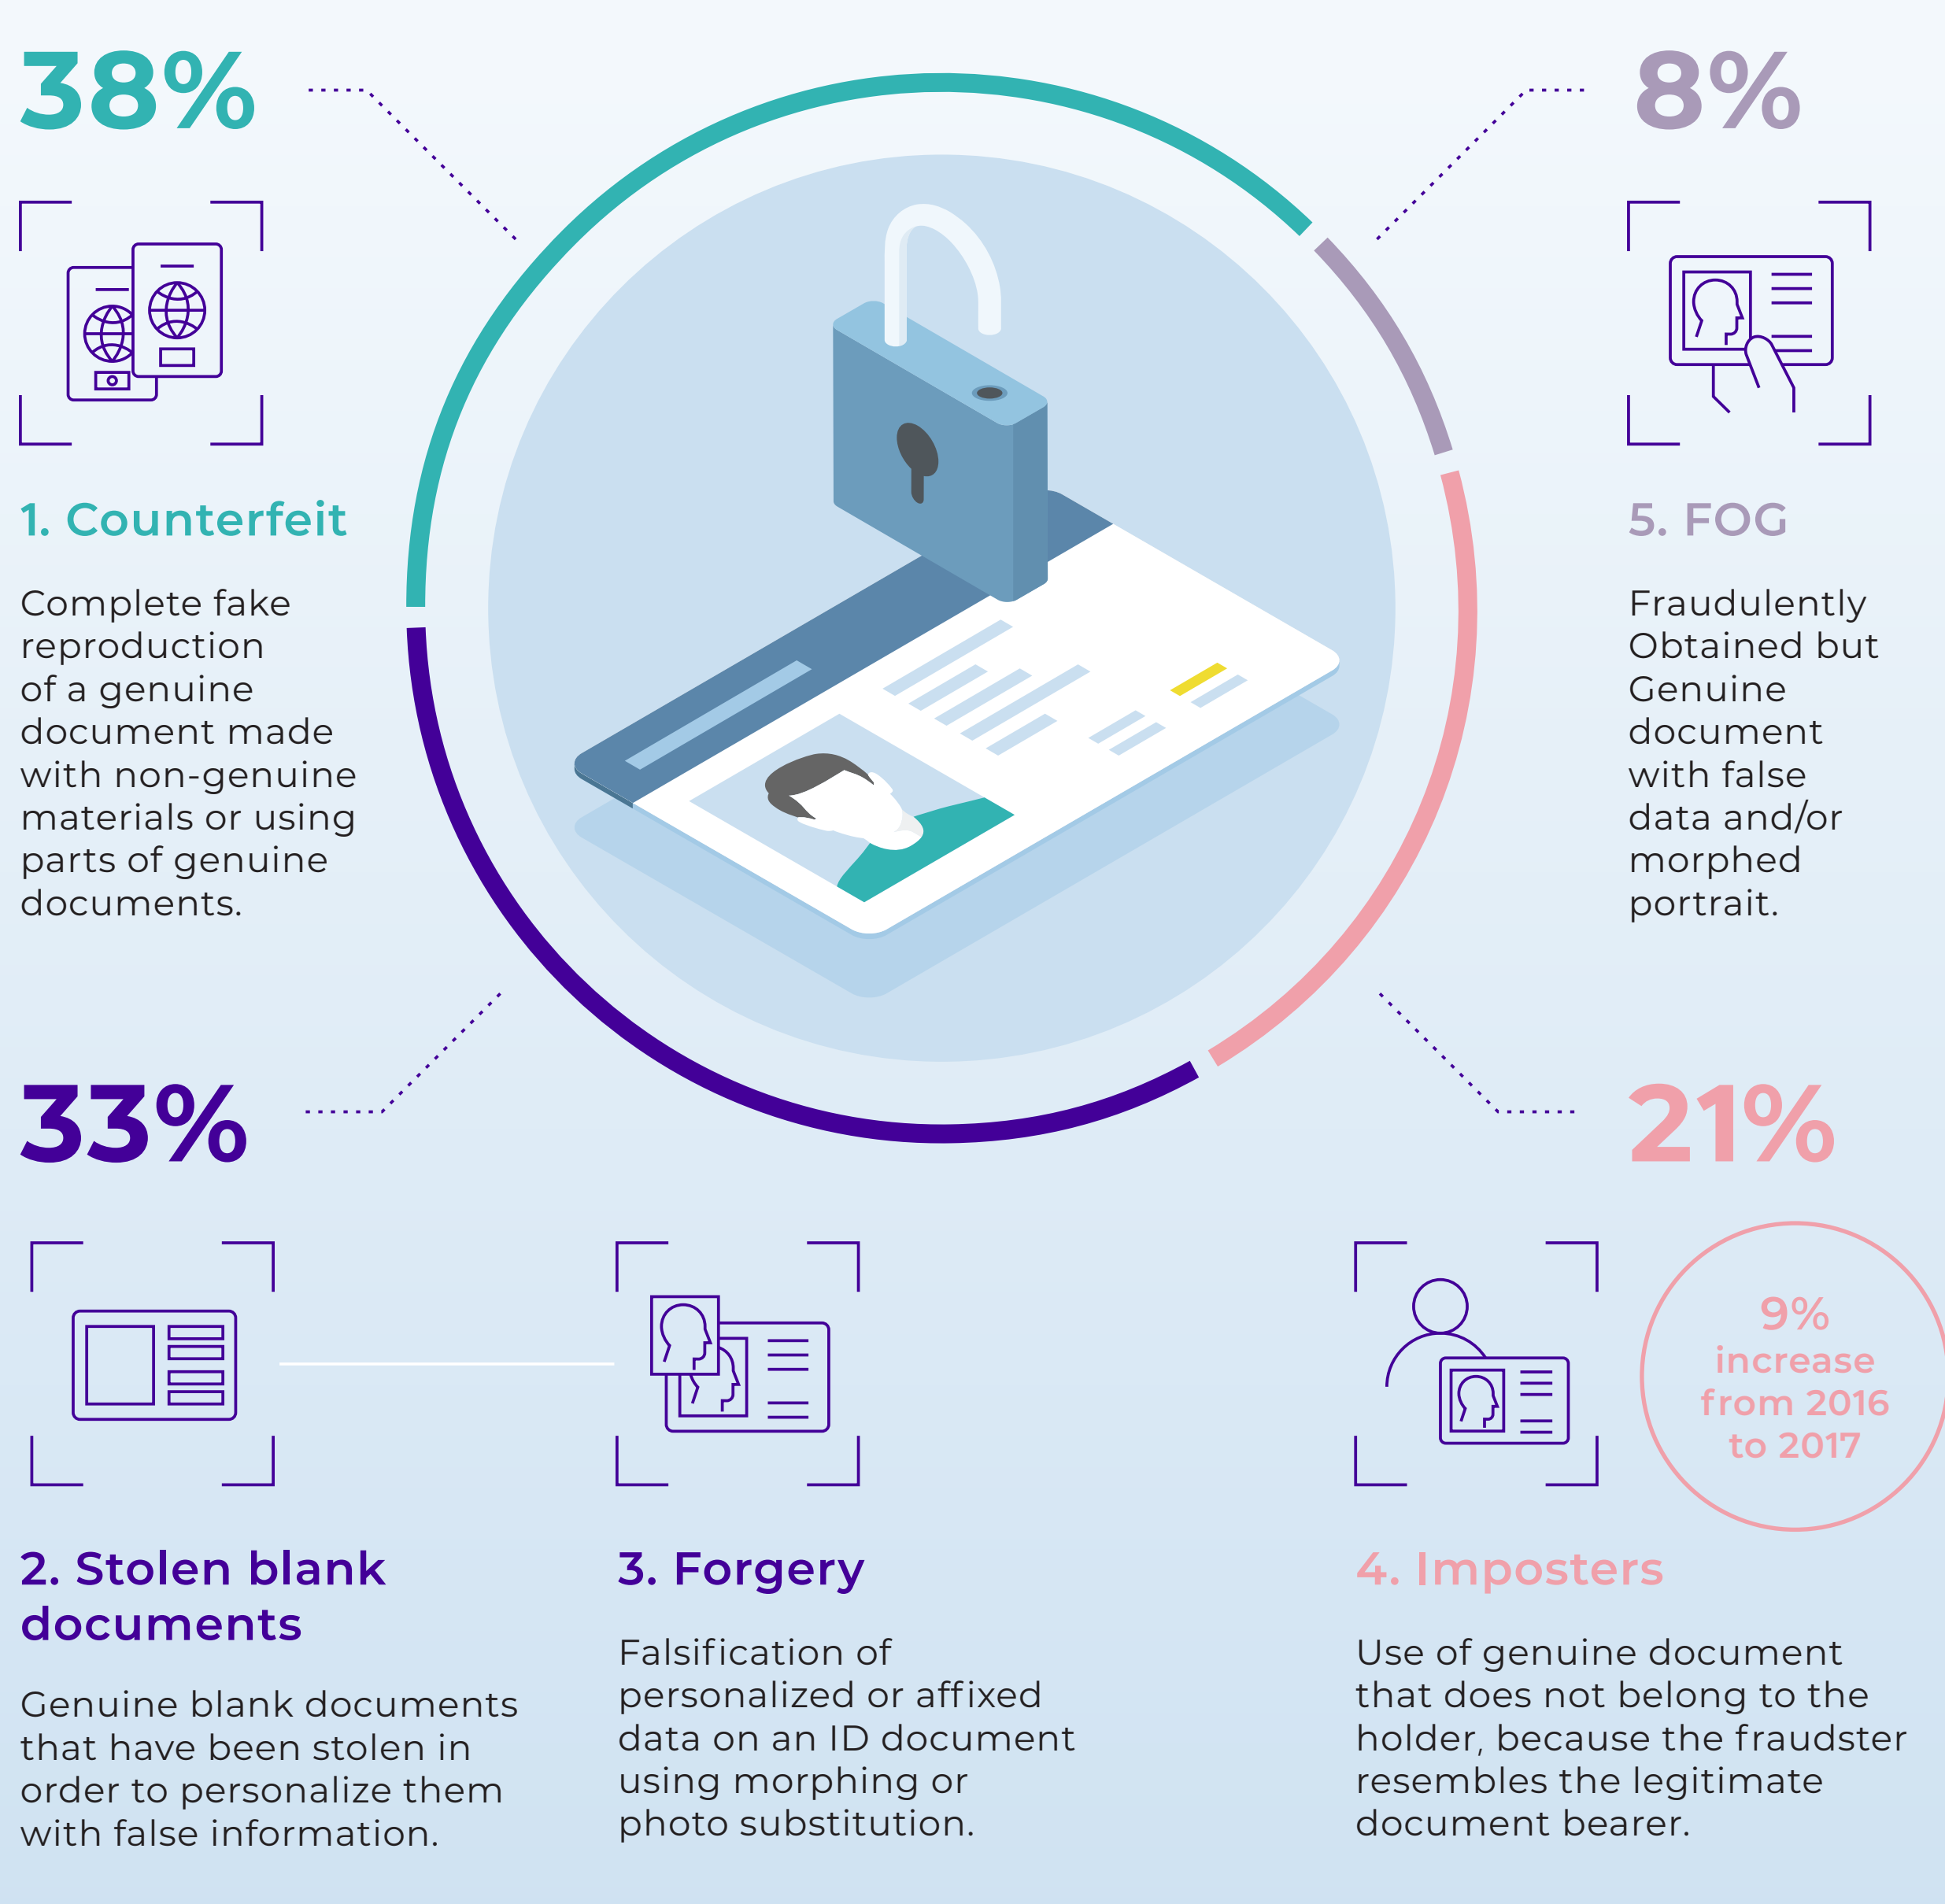 38%
1. Counterfeit
Complete fake
reproduction
of a genuine
document made
with non-genuine
materials or using
parts of genuine
documents.
8%
5. FOG
Fraudulently
Obtained but
Genuine
document
with false
data and/or
morphed
portrait.
33%
2. Stolen blank
documents
Genuine blank documents
that have been stolen in
order to personalize them
with false information.
3. Forgery
Falsification of
personalized or affixed
data on an ID document
using morphing or
photo substitution.
21%
9%
increase
from 2016
to 2017
4. Imposters
Use of genuine document
that does not belong to the
holder, because the fraudster
resembles the legitimate
document bearer.